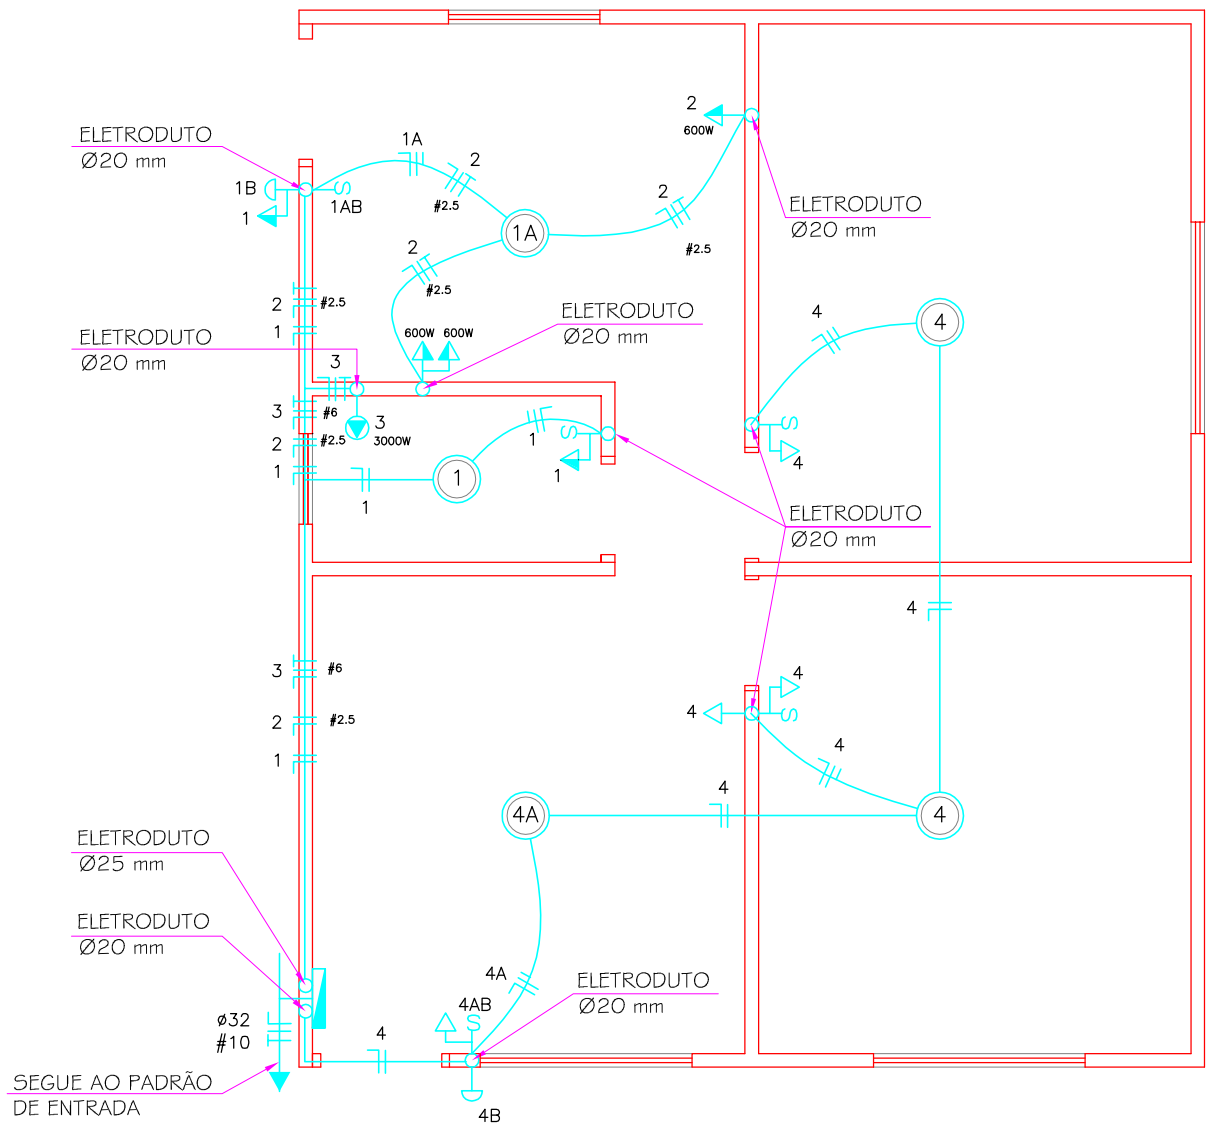 2
600W
ELETRODUTO
Ø20 mm
1A
2
#2.5
1B
1
1AB
1A
2
#2.5
ELETRODUTO
Ø20 mm
2
#2.5
2
#2.5
1
600W
600W
ELETRODUTO
Ø20 mm
4
4
ELETRODUTO
Ø20 mm
3
3
#6
3
3000W
2
#2.5
1
1
1
1
1
4
ELETRODUTO
Ø20 mm
4
3
#6
2
#2.5
1
4
4
4
4
4A
4
ELETRODUTO
Ø25 mm
ELETRODUTO
Ø20 mm
4A
4AB
ELETRODUTO
Ø20 mm
ø32
#10
4
SEGUE AO PADRÃO
DE ENTRADA
4B